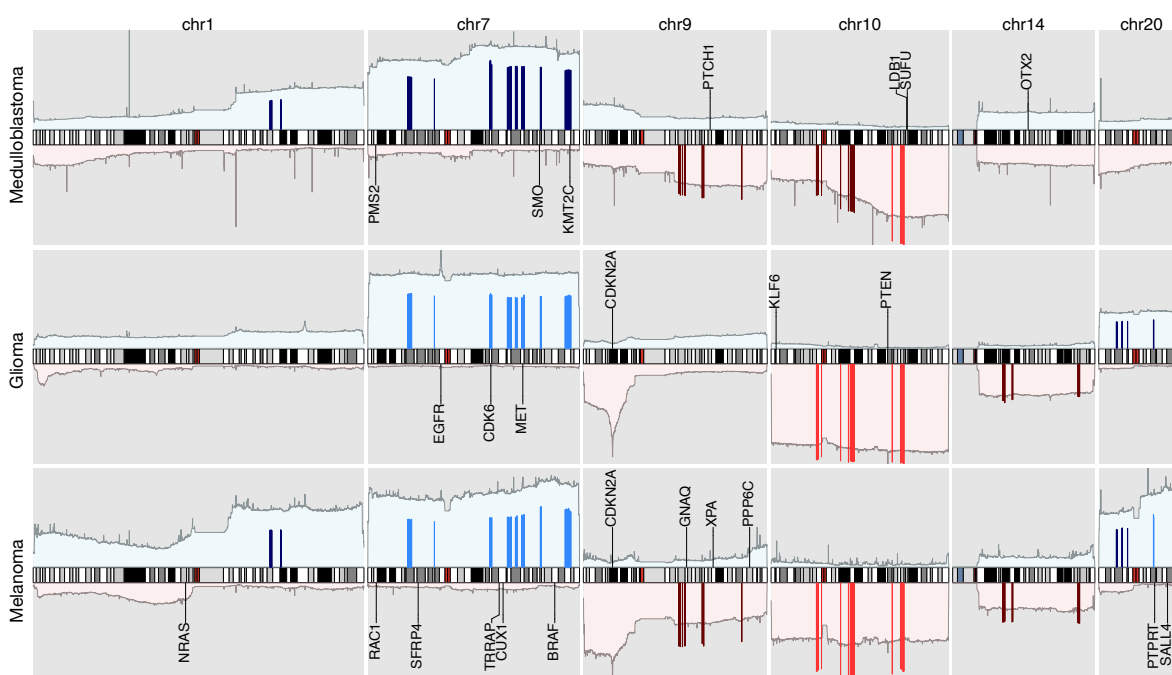 chr1
chr7
chr9
chr10
chr14
chr20
Medulloblastoma
PTCH1
LDB1
SUFU
OTX2
PMS2
SMO
KMT2C
Glioma
CDKN2A
KLF6
PTEN
EGFR
CDK6
MET
Melanoma
CDKN2A
GNAQ
XPA
PPP6C
NRAS
RAC1
SFRP4
TRRAP
CUX1
BRAF
PTPRT
SALL4